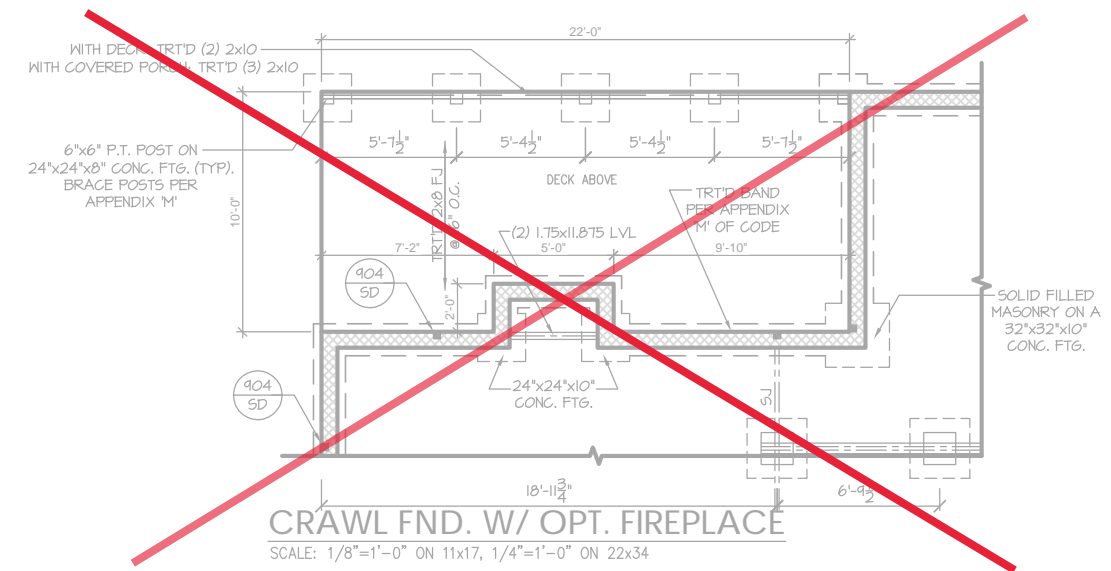 22'-0"
WITH DECK: TRT'D (2) 2x10
WITH COVERED PORCH: TRT'D (3) 2x10
5'-7 1/2"
5'-4 1/2"
5'-4 1/2"
5'-7 1/2"
6"x6" P.T. POST ON
24"x24"x8" CONC. FTG. (TYP).
BRACE POSTS PER
APPENDIX 'M'
10'-0"
DECK ABOVE
TRT'D 2x8 FJ
@ 16" O.C.
TRT'D BAND
PER APPENDIX
'M' OF CODE
(2) 1.75x11.875 LVL
7'-2"
5'-0"
9'-10"
904
SD
2'-0"
SOLID FILLED
MASONRY ON A
32"x32"x10"
CONC. FTG.
904
SD
24"x24"x10"
CONC. FTG.
SJ
18'-11 3/4"
6'-9 1/2"
CRAWL FND. W/ OPT. FIREPLACE
SCALE: 1/8"=1'-0" ON 11x17, 1/4"=1'-0" ON 22x34